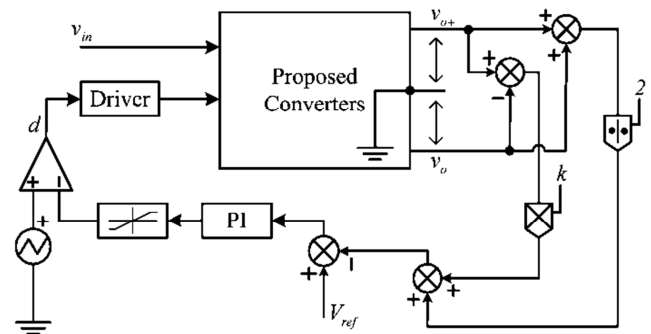 v_in
v_o+
Proposed
Converters
v_o
Driver
d
2
k
PI
V_ref
+
+
+
−
+
−
+
+
−
+
+